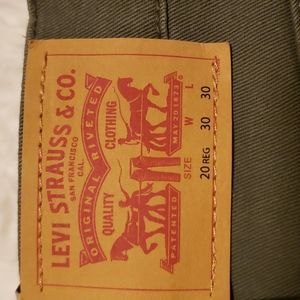 LEVI STRAUSS & CO.
SAN FRANCISCO
CAL.
ORIGINAL RIVETED
QUALITY CLOTHING
PATENTED MAY 20 1873
SIZE W L
20 REG 30 30